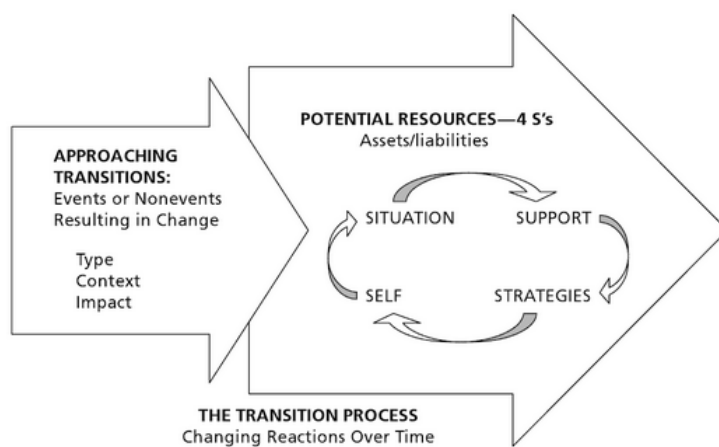 APPROACHING
TRANSITIONS:
Events or Nonevents
Resulting in Change
Type
Context
Impact
POTENTIAL RESOURCES—4 S's
Assets/liabilities
SITUATION
SUPPORT
SELF
STRATEGIES
THE TRANSITION PROCESS
Changing Reactions Over Time